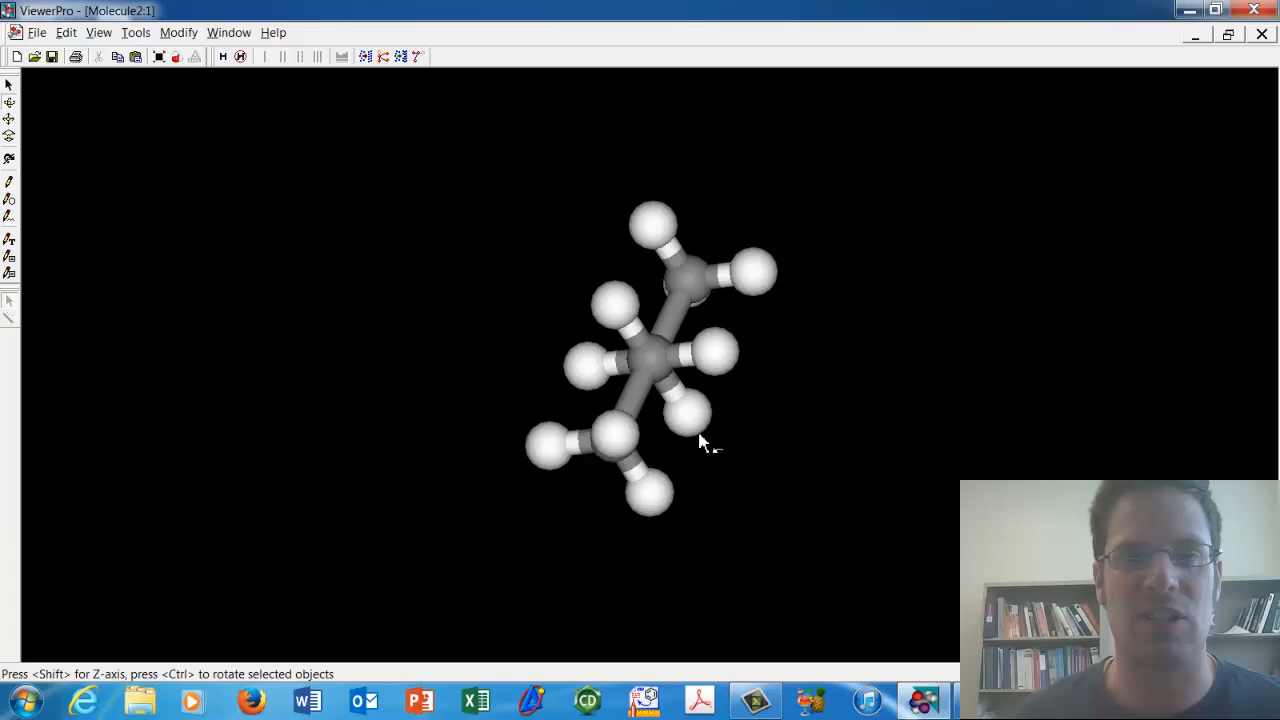 ViewerPro - [Molecule2:1]
File Edit View Tools Modify Window Help
Press <Shift> for Z-axis, press <Ctrl> to rotate selected objects